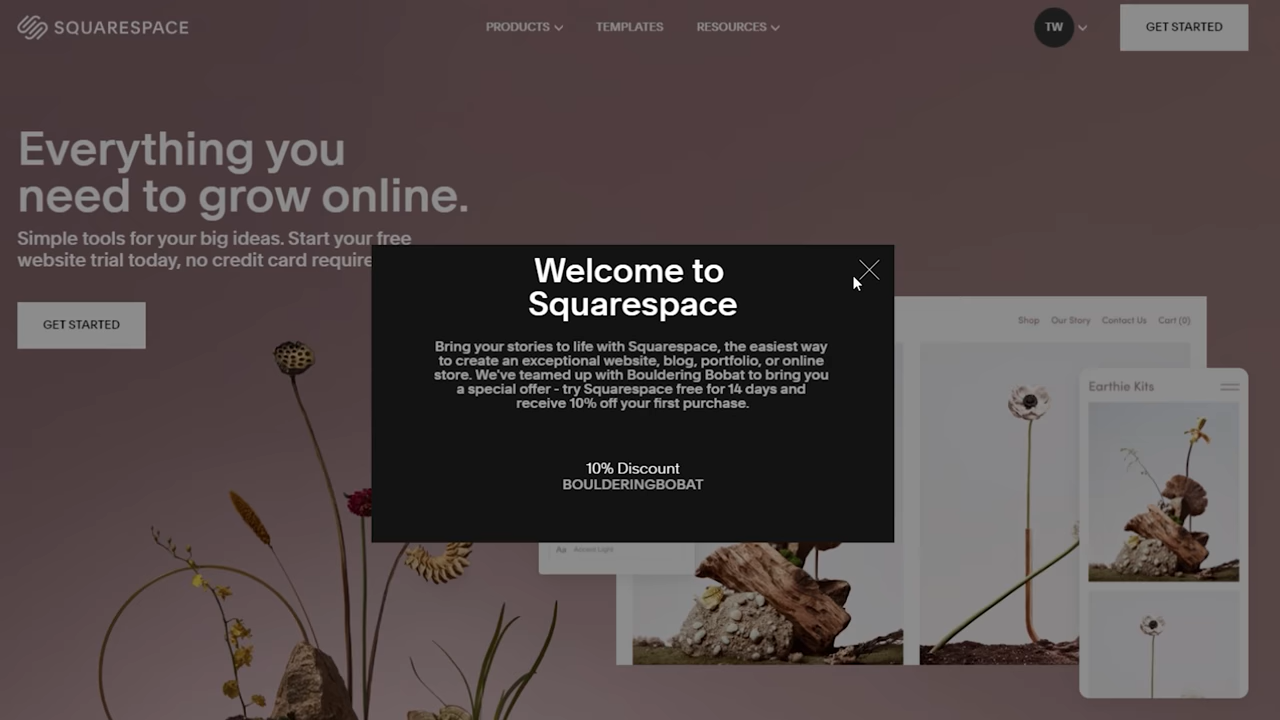 SQUARESPACE
PRODUCTS
TEMPLATES
RESOURCES
TW
GET STARTED
Everything you
need to grow online.
Simple tools for your big ideas. Start your free
website trial today, no credit card require
GET STARTED
Welcome to
Squarespace
Bring your stories to life with Squarespace, the easiest way
to create an exceptional website, blog, portfolio, or online
store. We've teamed up with Bouldering Bobat to bring you
a special offer - try Squarespace free for 14 days and
receive 10% off your first purchase.
10% Discount
BOULDERINGBOBAT
Shop Our Story Contact Us Cart (0)
Earthie Kits
Aa Light